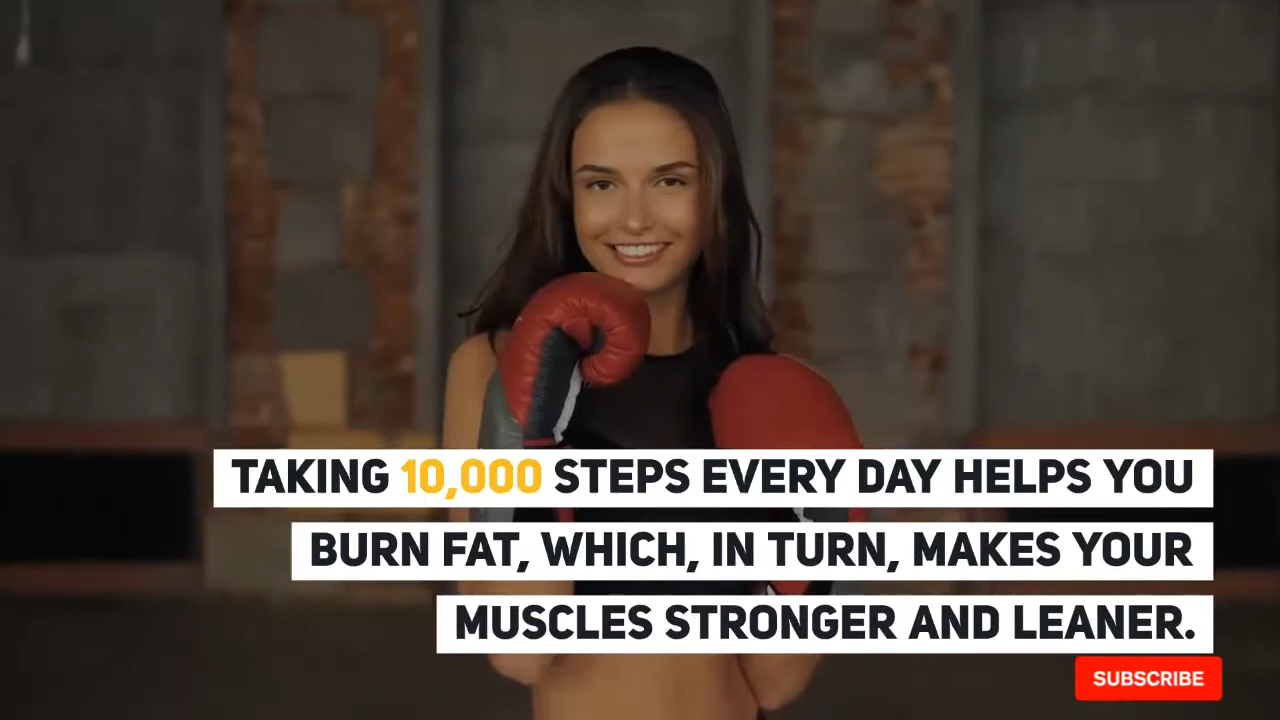 TAKING 10,000 STEPS EVERY DAY HELPS YOU
BURN FAT, WHICH, IN TURN, MAKES YOUR
MUSCLES STRONGER AND LEANER.
SUBSCRIBE